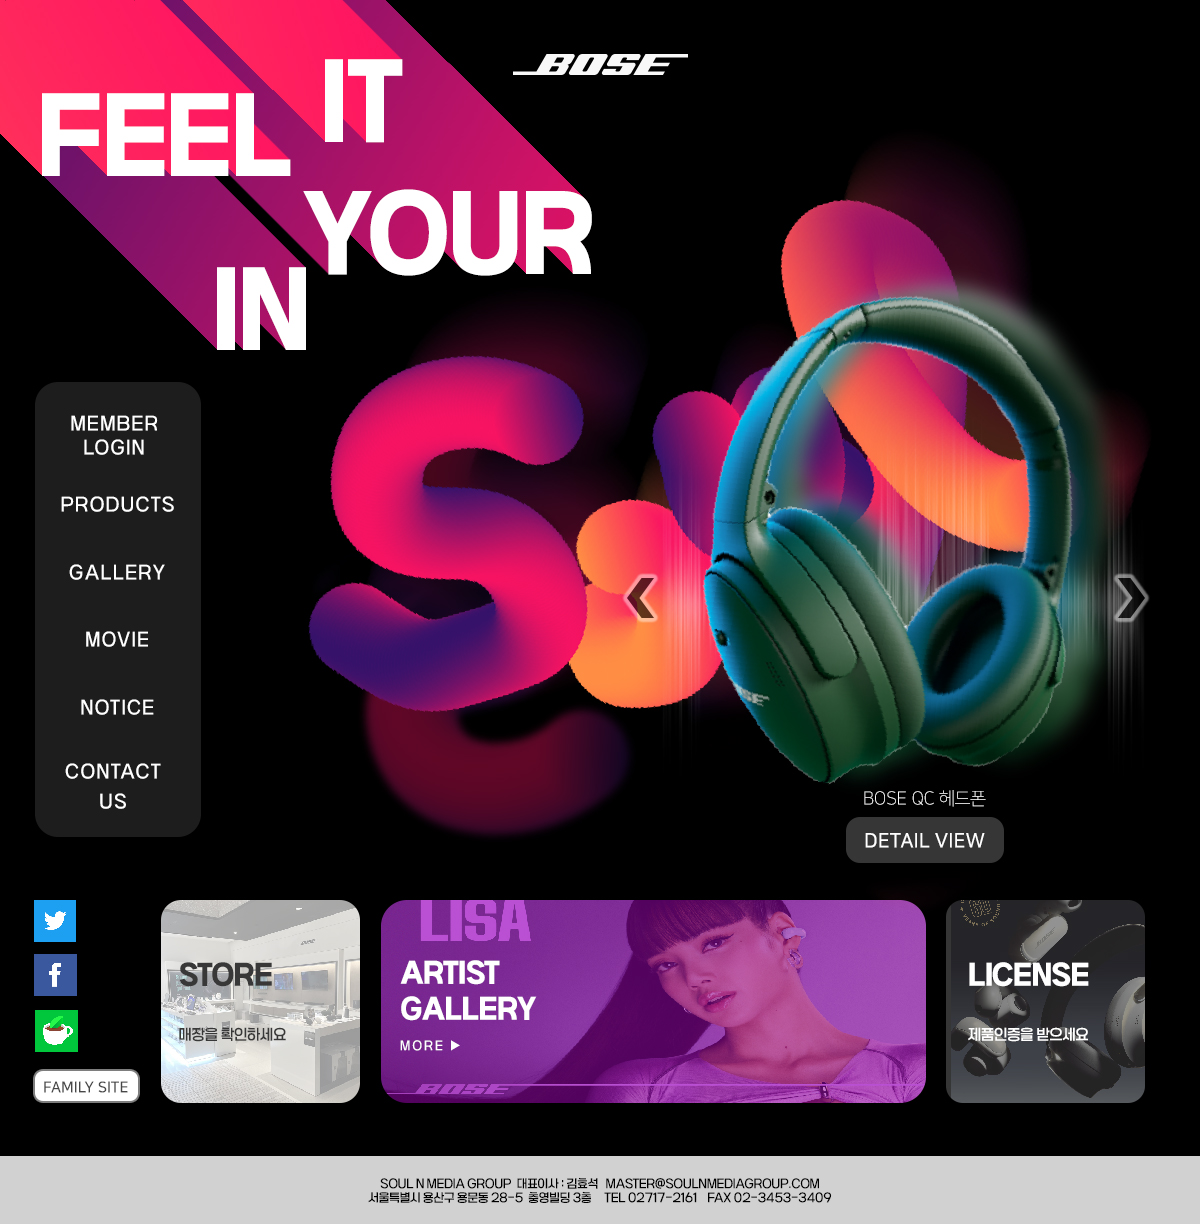 BOSE
FEEL IT
IN YOUR
MEMBER
LOGIN
PRODUCTS
GALLERY
MOVIE
NOTICE
CONTACT
US
BOSE QC 헤드폰
DETAIL VIEW
FAMILY SITE
STORE
매장을 확인하세요
LISA
ARTIST
GALLERY
MORE ▶
BOSE
LICENSE
제품인증을 받으세요
SOUL N MEDIA GROUP 대표이사 : 김효석 MASTER@SOULNMEDIAGROUP.COM
서울특별시 용산구 용문동 28-5 홍영빌딩 3층 TEL 02717-2161 FAX 02-3453-3409